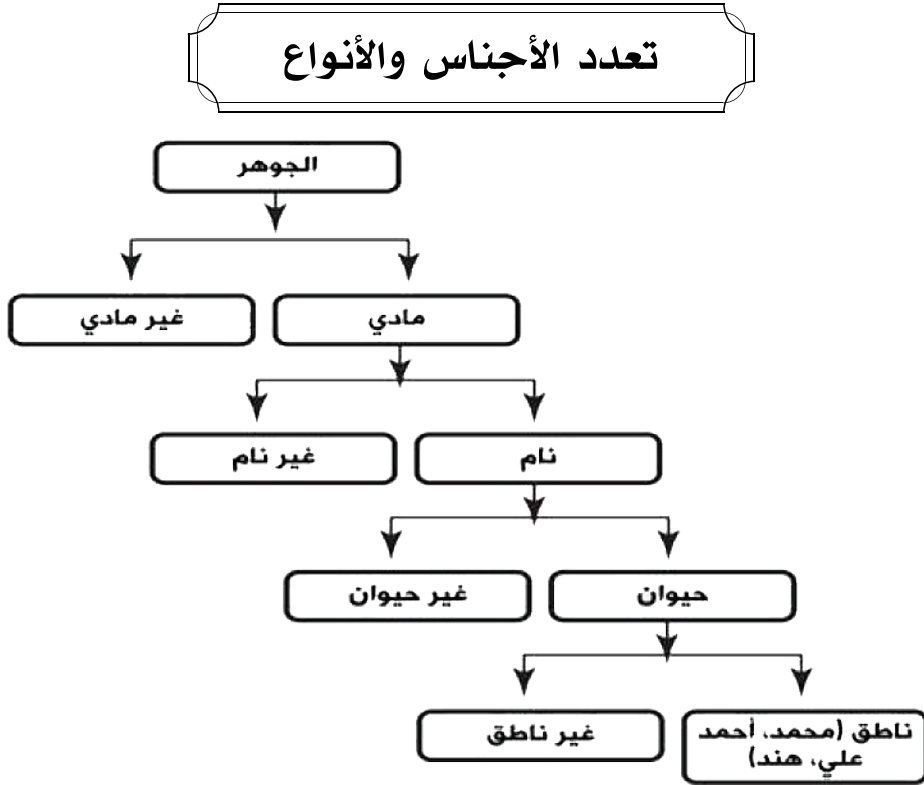 تعدد الأجناس والأنواع
الجوهر
مادي
غير مادي
نام
غير نام
حيوان
غير حيوان
ناطق (محمد، أحمد
علي، هند)
غير ناطق